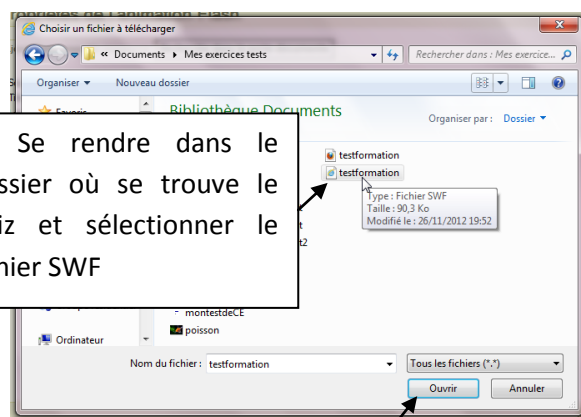 Choisir un fichier à télécharger
« Documents Mes exercices tests
Rechercher dans : Mes exercice...
Organiser
Nouveau dossier
Favoris
Bibliothèque Documents
Organiser par : Dossier
Se rendre dans le
ssier où se trouve le
iz et sélectionner le
hier SWF
testformation
testformation
Type : Fichier SWF
Taille : 90,3 Ko
Modifié le : 26/11/2012 19:52
montestdeCE
poisson
Ordinateur
Nom du fichier : testformation
Tous les fichiers (*.*)
Ouvrir
Annuler